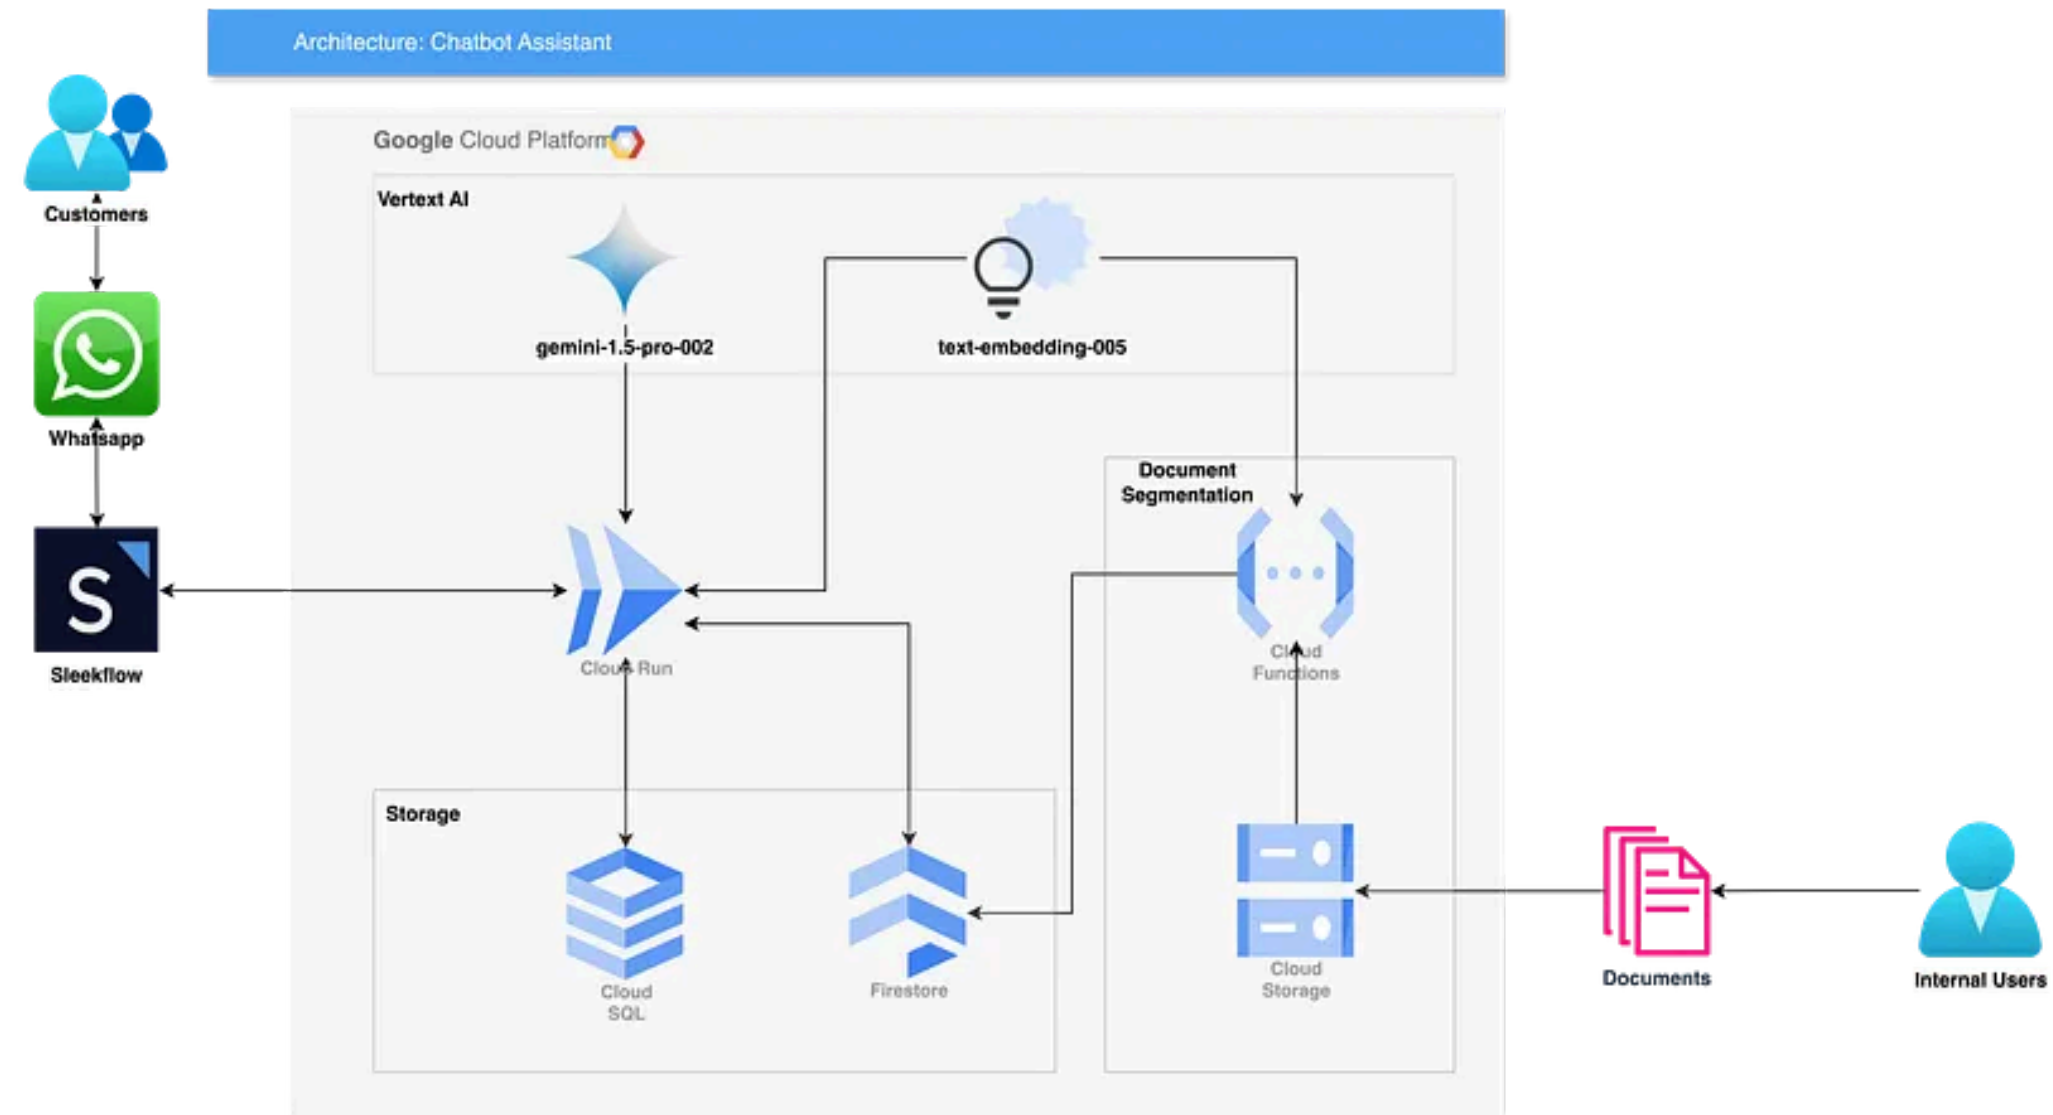 Architecture: Chatbot Assistant
Google Cloud Platform
Customers
Vertext AI
gemini-1.5-pro-002
text-embedding-005
Whatsapp
Document
Segmentation
S
Sleekflow
Cloud Run
Cloud
Functions
Storage
Cloud
SQL
Firestore
Cloud
Storage
Documents
Internal Users